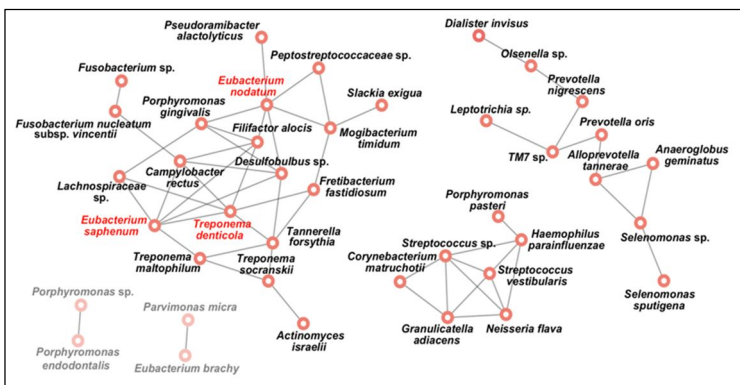 Pseudoramibacter
alactolyticus
Peptostreptococcaceae sp.
Fusobacterium sp.
Eubacterium
nodatum
Slackia exigua
Porphyromonas
gingivalis
Fusobacterium nucleatum
subsp. vincentii
Filifactor alocis
Mogibacterium
timidum
Desulfobulbus sp.
Campylobacter
rectus
Lachnospiraceae
sp.
Fretibacterium
fastidiosum
Eubacterium
saphenum
Treponema
denticola
Tannerella
forsythia
Treponema
maltophilum
Treponema
socranskii
Actinomyces
israelii
Porphyromonas sp.
Porphyromonas
endodontalis
Parvimonas micra
Eubacterium brachy
Dialister invisus
Olsenella sp.
Prevotella
nigrescens
Leptotrichia sp.
Prevotella oris
TM7 sp.
Alloprevotella
tannerae
Anaeroglobus
geminatus
Selenomonas sp.
Selenomonas
sputigena
Porphyromonas
pasteri
Streptococcus sp.
Haemophilus
parainfluenzae
Corynebacterium
matruchotii
Streptococcus
vestibularis
Granulicatella
adiacens
Neisseria flava